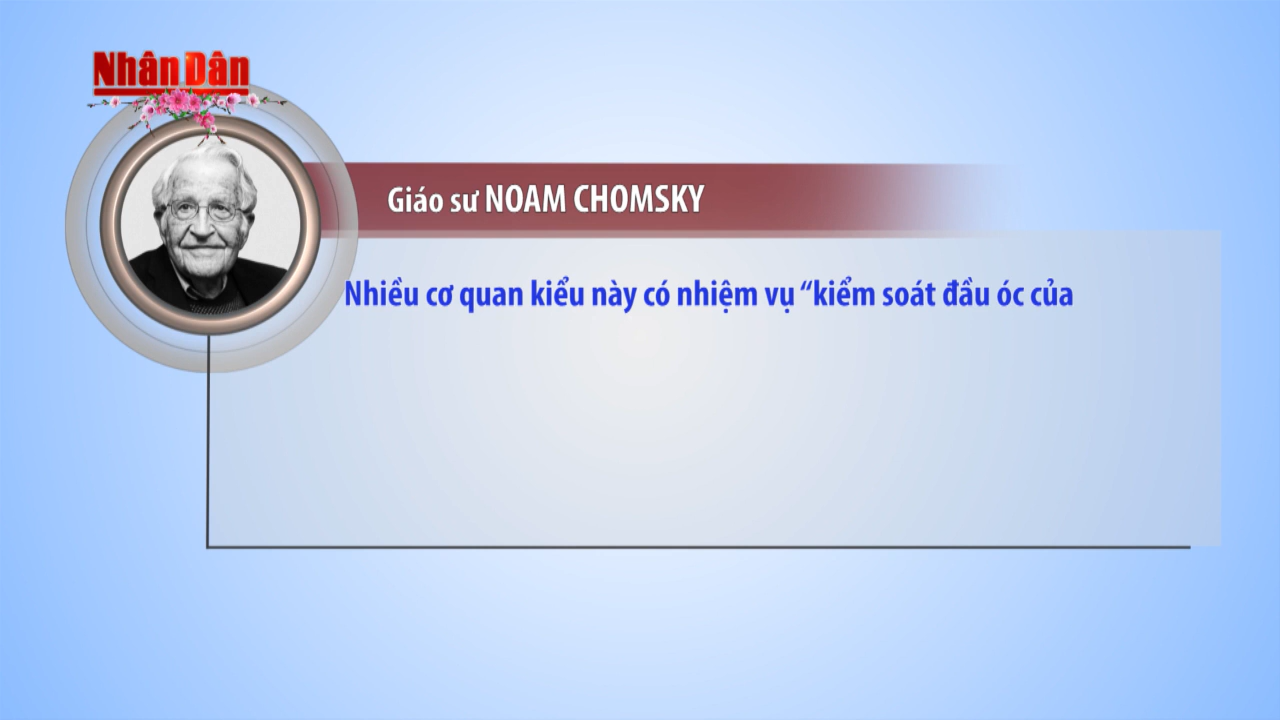 Nhân Dân
Giáo sư NOAM CHOMSKY
Nhiều cơ quan kiểu này có nhiệm vụ “kiểm soát đầu óc của